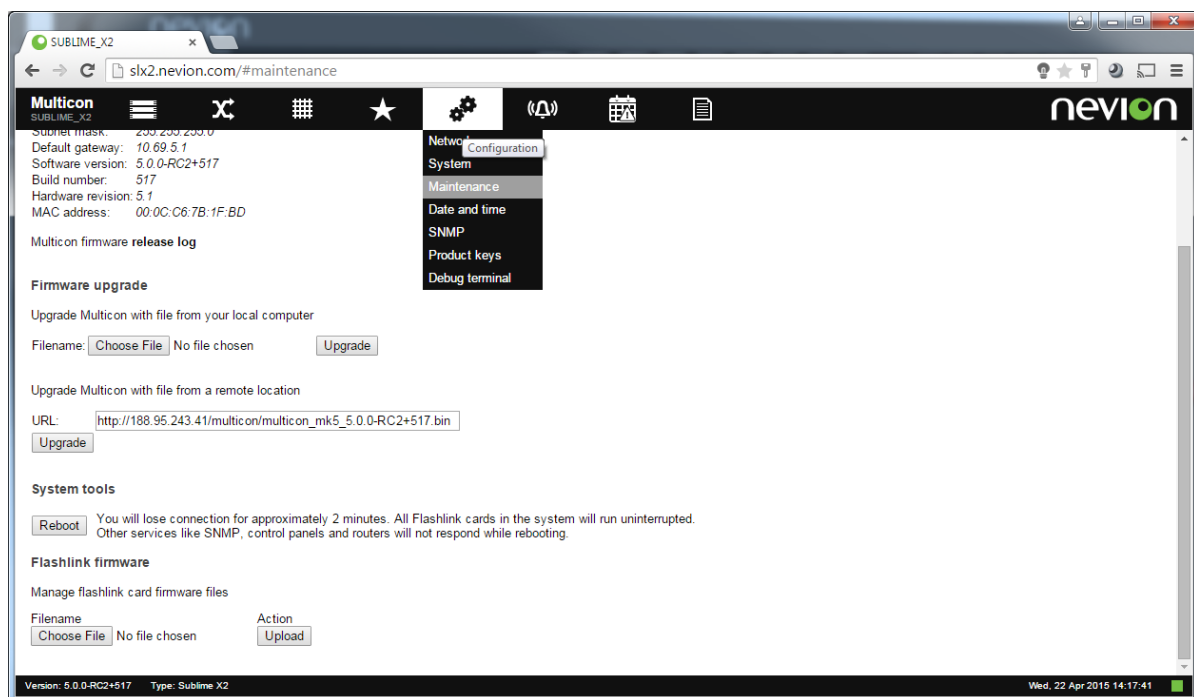 SUBLIME_X2
slx2.nevion.com/#maintenance
Multicon
SUBLIME_X2
nevion
Subnet mask: 255.255.255.0
Default gateway: 10.69.5.1
Software version: 5.0.0-RC2+517
Build number: 517
Hardware revision: 5.1
MAC address: 00:0C:C6:7B:1F:BD
Multicon firmware release log
Configuration
System
Maintenance
Date and time
SNMP
Product keys
Debug terminal
Firmware upgrade
Upgrade Multicon with file from your local computer
Filename: Choose File No file chosen Upgrade
Upgrade Multicon with file from a remote location
URL: http://188.95.243.41/multicon/multicon_mk5_5.0.0-RC2+517.bin
Upgrade
System tools
Reboot You will lose connection for approximately 2 minutes. All Flashlink cards in the system will run uninterrupted.
Other services like SNMP, control panels and routers will not respond while rebooting.
Flashlink firmware
Manage flashlink card firmware files
Filename Action
Choose File No file chosen Upload
Version: 5.0.0-RC2+517 Type: Sublime X2 Wed, 22 Apr 2015 14:17:41